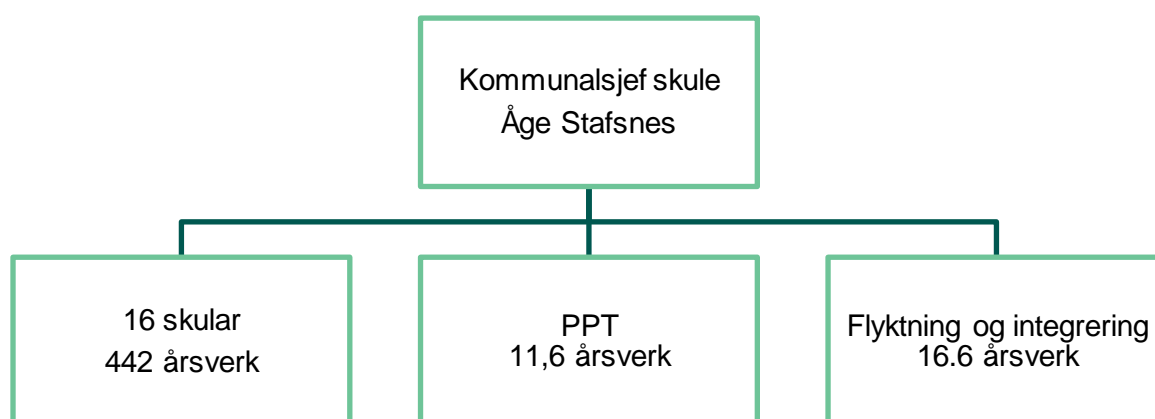 Kommunalsjef skule
Åge Stafsnes
16 skular
442 årsverk
PPT
11,6 årsverk
Flyktning og integrering
16.6 årsverk